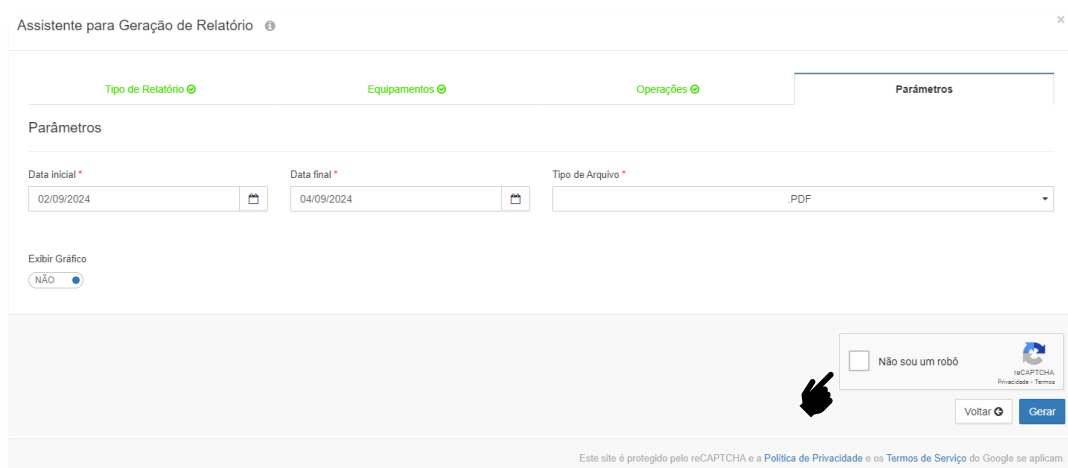 Assistente para Geração de Relatório
Tipo de Relatório
Equipamentos
Operações
Parâmetros
Parâmetros
Data inicial *
Data final *
Tipo de Arquivo *
02/09/2024
04/09/2024
.PDF
Exibir Gráfico
NÃO
Não sou um robô
reCAPTCHA
Privacidade - Termos
Voltar
Gerar
Este site é protegido pelo reCAPTCHA e a Política de Privacidade e os Termos de Serviço do Google se aplicam.